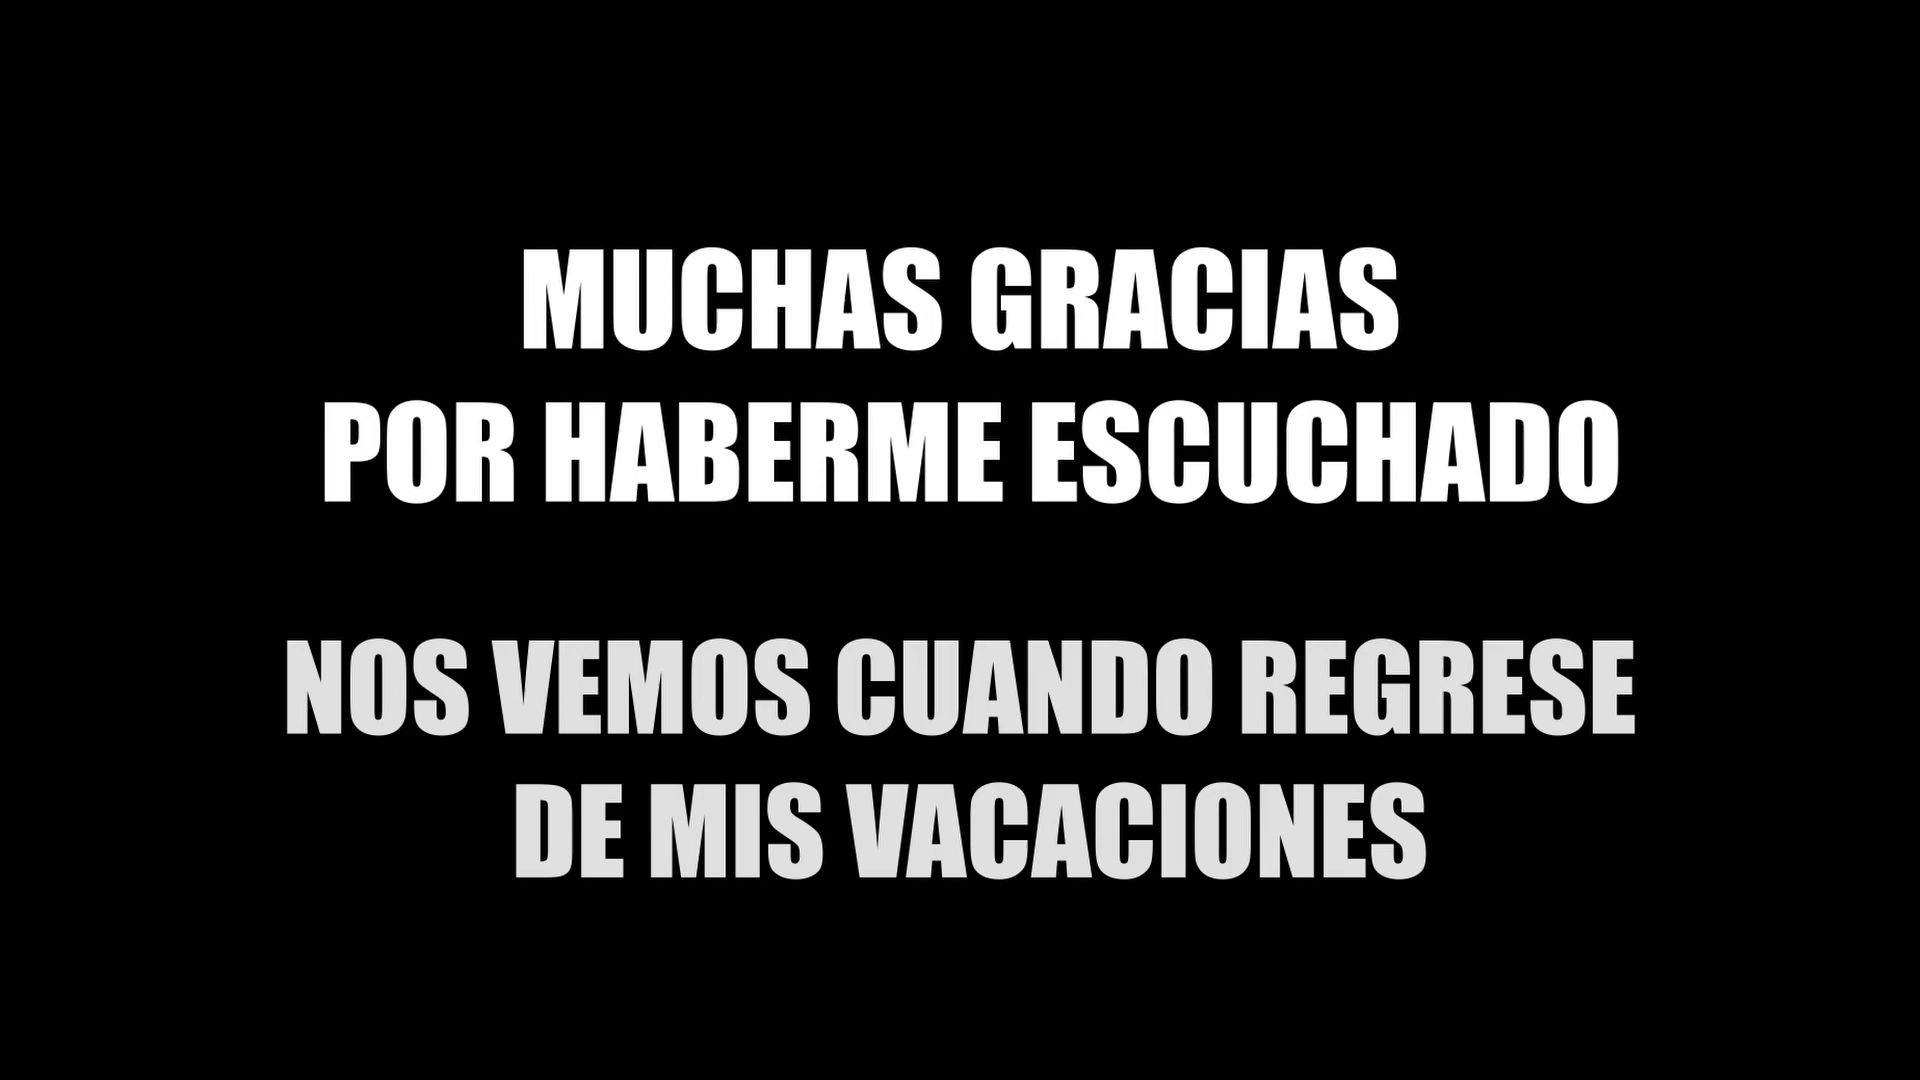 MUCHAS GRACIAS
POR HABERME ESCUCHADO
NOS VEMOS CUANDO REGRESE
DE MIS VACACIONES